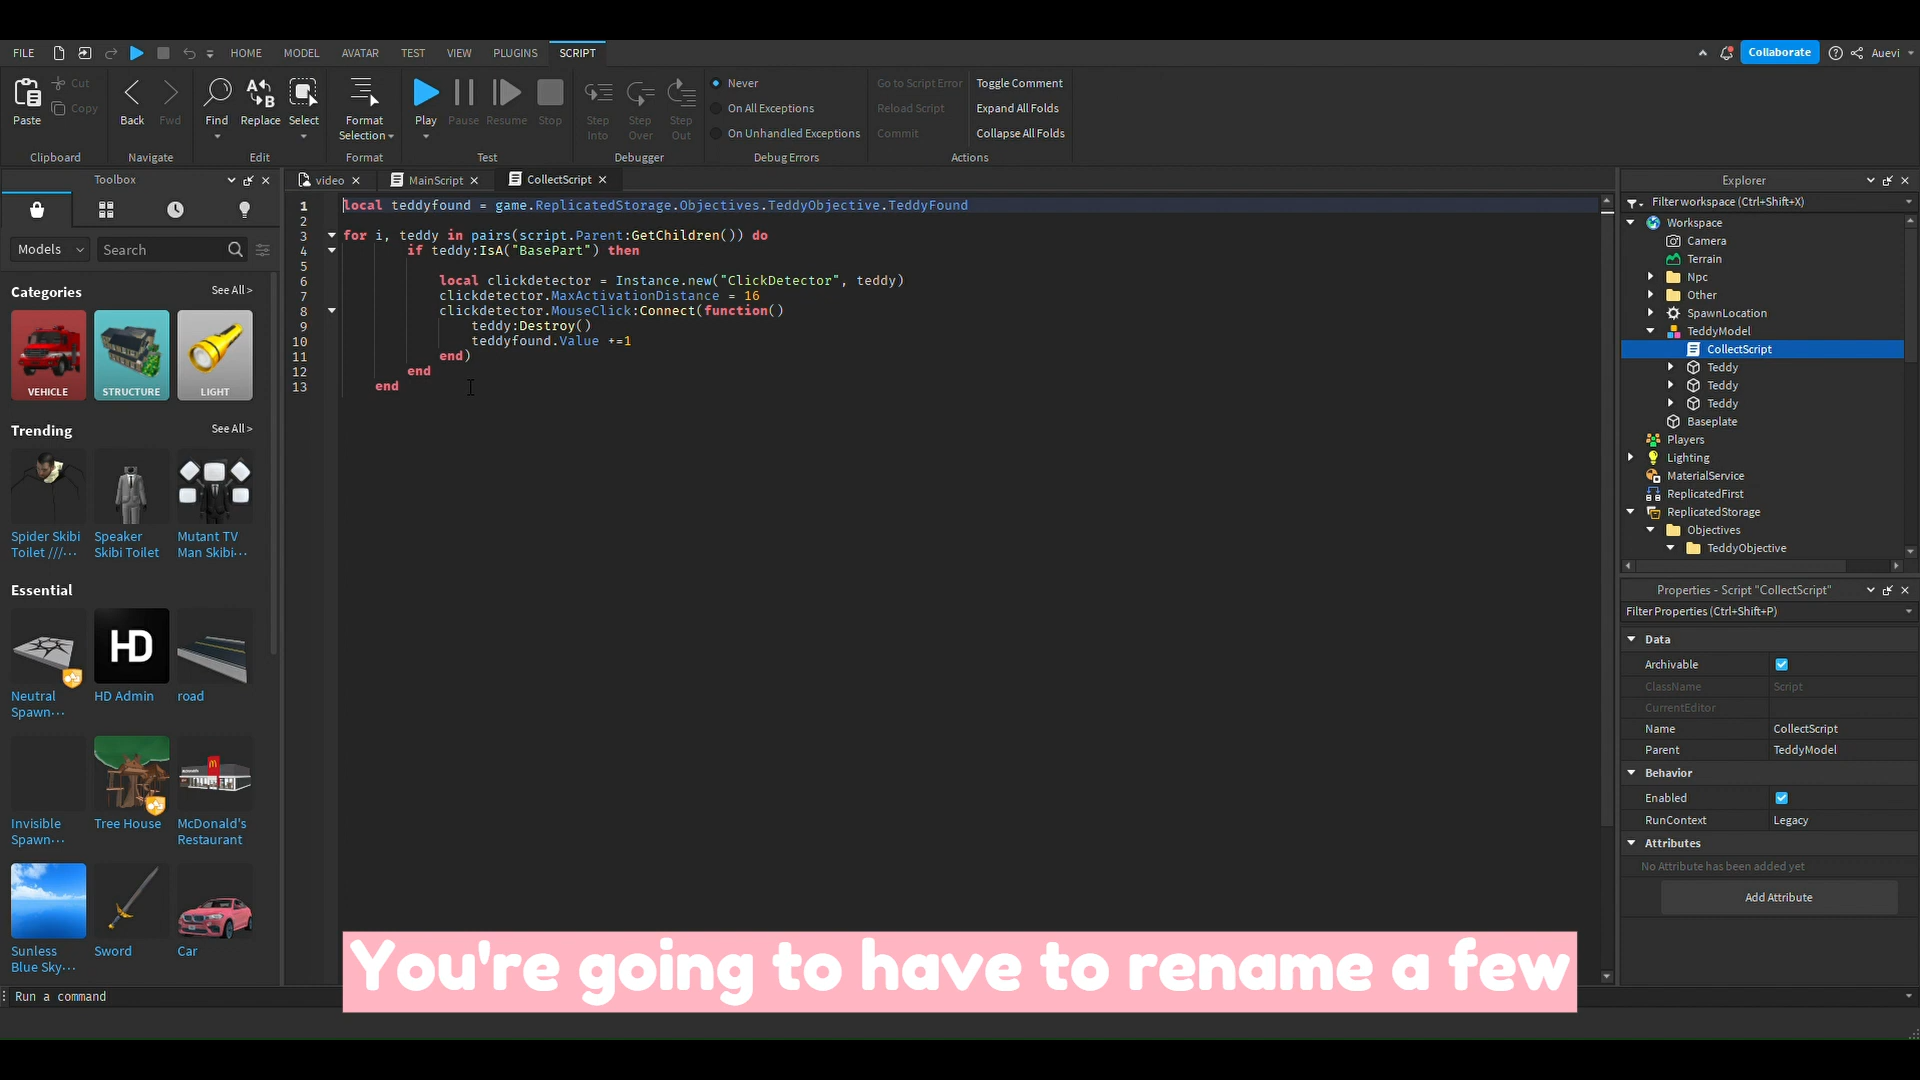 FILE HOME MODEL AVATAR TEST VIEW PLUGINS SCRIPT Collaborate Auevi
Paste Cut Copy Back Fwd Find Replace Select Format Selection Play Pause Resume Stop Step Into Step Over Step Out
Never
On All Exceptions
On Unhandled Exceptions
Go to Script Error
Reload Script
Commit
Toggle Comment
Expand All Folds
Collapse All Folds
Clipboard Navigate Edit Format Test Debugger Debug Errors Actions
Toolbox
Models Search
Categories See All >
VEHICLE STRUCTURE LIGHT
Trending See All >
Spider Skibi Toilet ///...
Speaker Skibi Toilet
Mutant TV Man Skibi...
Essential
Neutral Spawn...
HD
HD Admin
road
Invisible Spawn...
Tree House
McDonald's Restaurant
Sunless Blue Sky...
Sword
Car
video MainScript CollectScript
1 local teddyfound = game.ReplicatedStorage.Objectives.TeddyObjective.TeddyFound
2
3 for i, teddy in pairs(script.Parent:GetChildren()) do
4 if teddy:IsA("BasePart") then
5
6 local clickdetector = Instance.new("ClickDetector", teddy)
7 clickdetector.MaxActivationDistance = 16
8 clickdetector.MouseClick:Connect(function()
9 teddy:Destroy()
10 teddyfound.Value +=1
11 end)
12 end
13 end
Explorer
Filter workspace (Ctrl+Shift+X)
Workspace
Camera
Terrain
Npc
Other
SpawnLocation
TeddyModel
CollectScript
Teddy
Teddy
Teddy
Baseplate
Players
Lighting
MaterialService
ReplicatedFirst
ReplicatedStorage
Objectives
TeddyObjective
Properties - Script "CollectScript"
Filter Properties (Ctrl+Shift+P)
Data
Archivable
ClassName Script
CurrentEditor
Name CollectScript
Parent TeddyModel
Behavior
Enabled
RunContext Legacy
Attributes
No Attribute has been added yet
Add Attribute
You're going to have to rename a few
Run a command